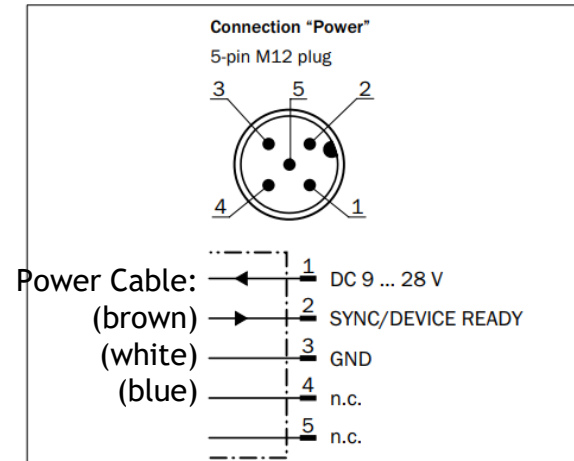 Connection "Power"
5-pin M12 plug
3 5 2
4 1
Power Cable: 1 DC 9 ... 28 V
(brown) 2 SYNC/DEVICE READY
(white) 3 GND
(blue) 4 n.c.
5 n.c.